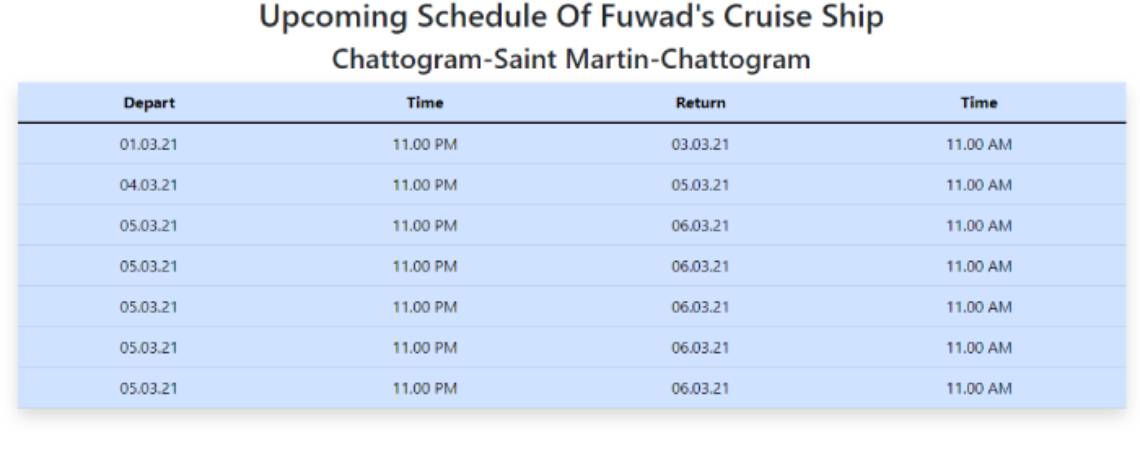 Upcoming Schedule Of Fuwad's Cruise Ship
Chattogram-Saint Martin-Chattogram
Depart Time Return Time
01.03.21 11.00 PM 03.03.21 11.00 AM
04.03.21 11.00 PM 05.03.21 11.00 AM
05.03.21 11.00 PM 06.03.21 11.00 AM
05.03.21 11.00 PM 06.03.21 11.00 AM
05.03.21 11.00 PM 06.03.21 11.00 AM
05.03.21 11.00 PM 06.03.21 11.00 AM
05.03.21 11.00 PM 06.03.21 11.00 AM